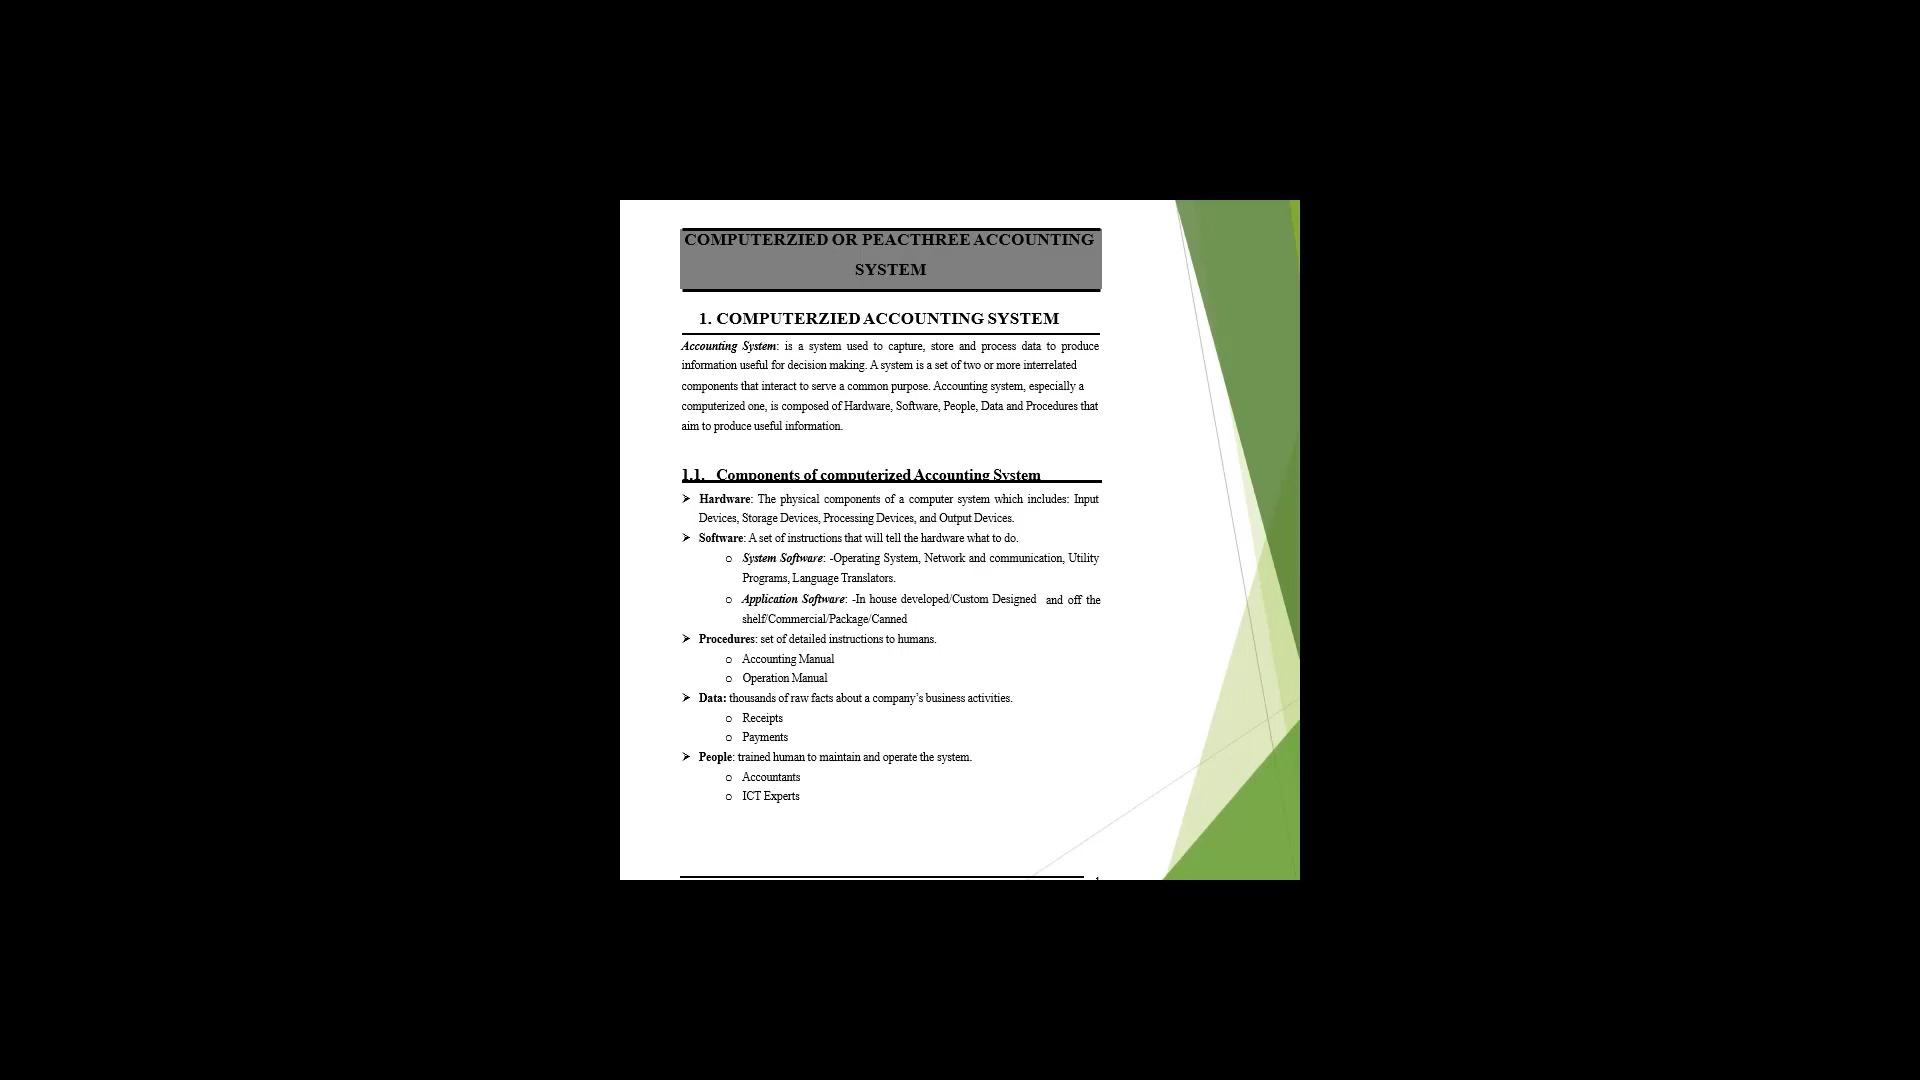 COMPUTERZIED OR PEACTHREE ACCOUNTING
SYSTEM
1. COMPUTERZIED ACCOUNTING SYSTEM
Accounting System: is a system used to capture, store and process data to produce
information useful for decision making. A system is a set of two or more interrelated
components that interact to serve a common purpose. Accounting system, especially a
computerized one, is composed of Hardware, Software, People, Data and Procedures that
aim to produce useful information.
1.1. Components of computerized Accounting System
➢ Hardware: The physical components of a computer system which includes: Input
Devices, Storage Devices, Processing Devices, and Output Devices.
➢ Software: A set of instructions that will tell the hardware what to do.
o System Software: -Operating System, Network and communication, Utility
Programs, Language Translators.
o Application Software: -In house developed/Custom Designed and off the
shelf/Commercial/Package/Canned
➢ Procedures: set of detailed instructions to humans.
o Accounting Manual
o Operation Manual
➢ Data: thousands of raw facts about a company’s business activities.
o Receipts
o Payments
➢ People: trained human to maintain and operate the system.
o Accountants
o ICT Experts